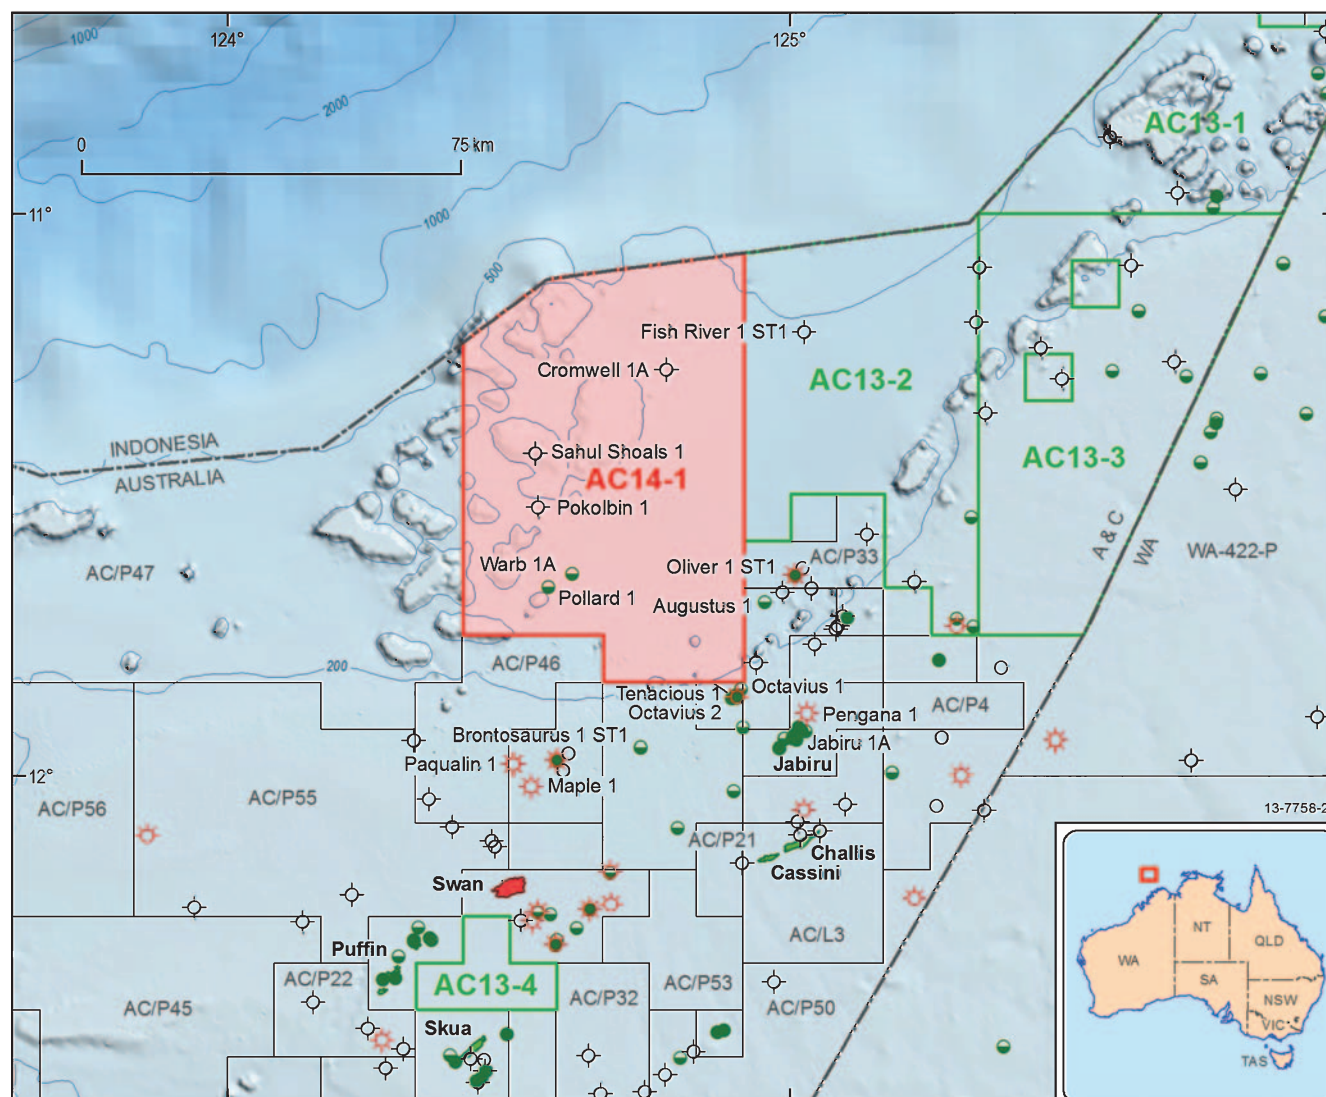 1000
124°
125°
2000
AC13-1
0
75 km
11°
1000
500
Fish River 1 ST1
Cromwell 1A
AC13-2
INDONESIA
AUSTRALIA
Sahul Shoals 1
AC14-1
AC13-3
Pokolbin 1
A & C
WA
WA-422-P
AC/P33
AC/P47
Warb 1A
Oliver 1 ST1
Pollard 1
Augustus 1
200
AC/P46
Octavius 1
Tenacious 1
Octavius 2
AC/P4
Pengana 1
Brontosaurus 1 ST1
Jabiru 1A
Paqualin 1
Jabiru
12°
Maple 1
AC/P56
AC/P55
13-7758-2
AC/P21
Challis
Cassini
Swan
AC/L3
Puffin
AC/P22
AC13-4
AC/P45
AC/P32
AC/P53
AC/P50
Skua
NT
QLD
WA
SA
NSW
VIC
TAS